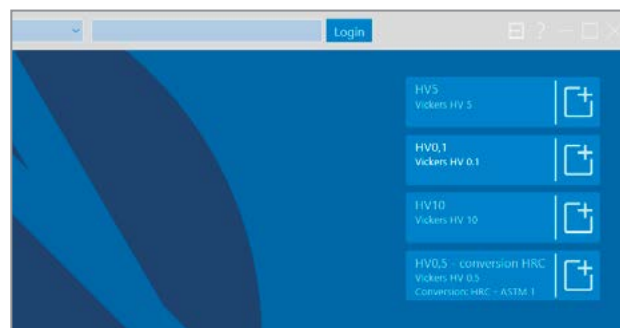 Login
?
HV5
Vickers HV 5
HV0,1
Vickers HV 0.1
HV10
Vickers HV 10
HV0,5 - conversion HRC
Vickers HV 0.5
Conversion: HRC - ASTM 1